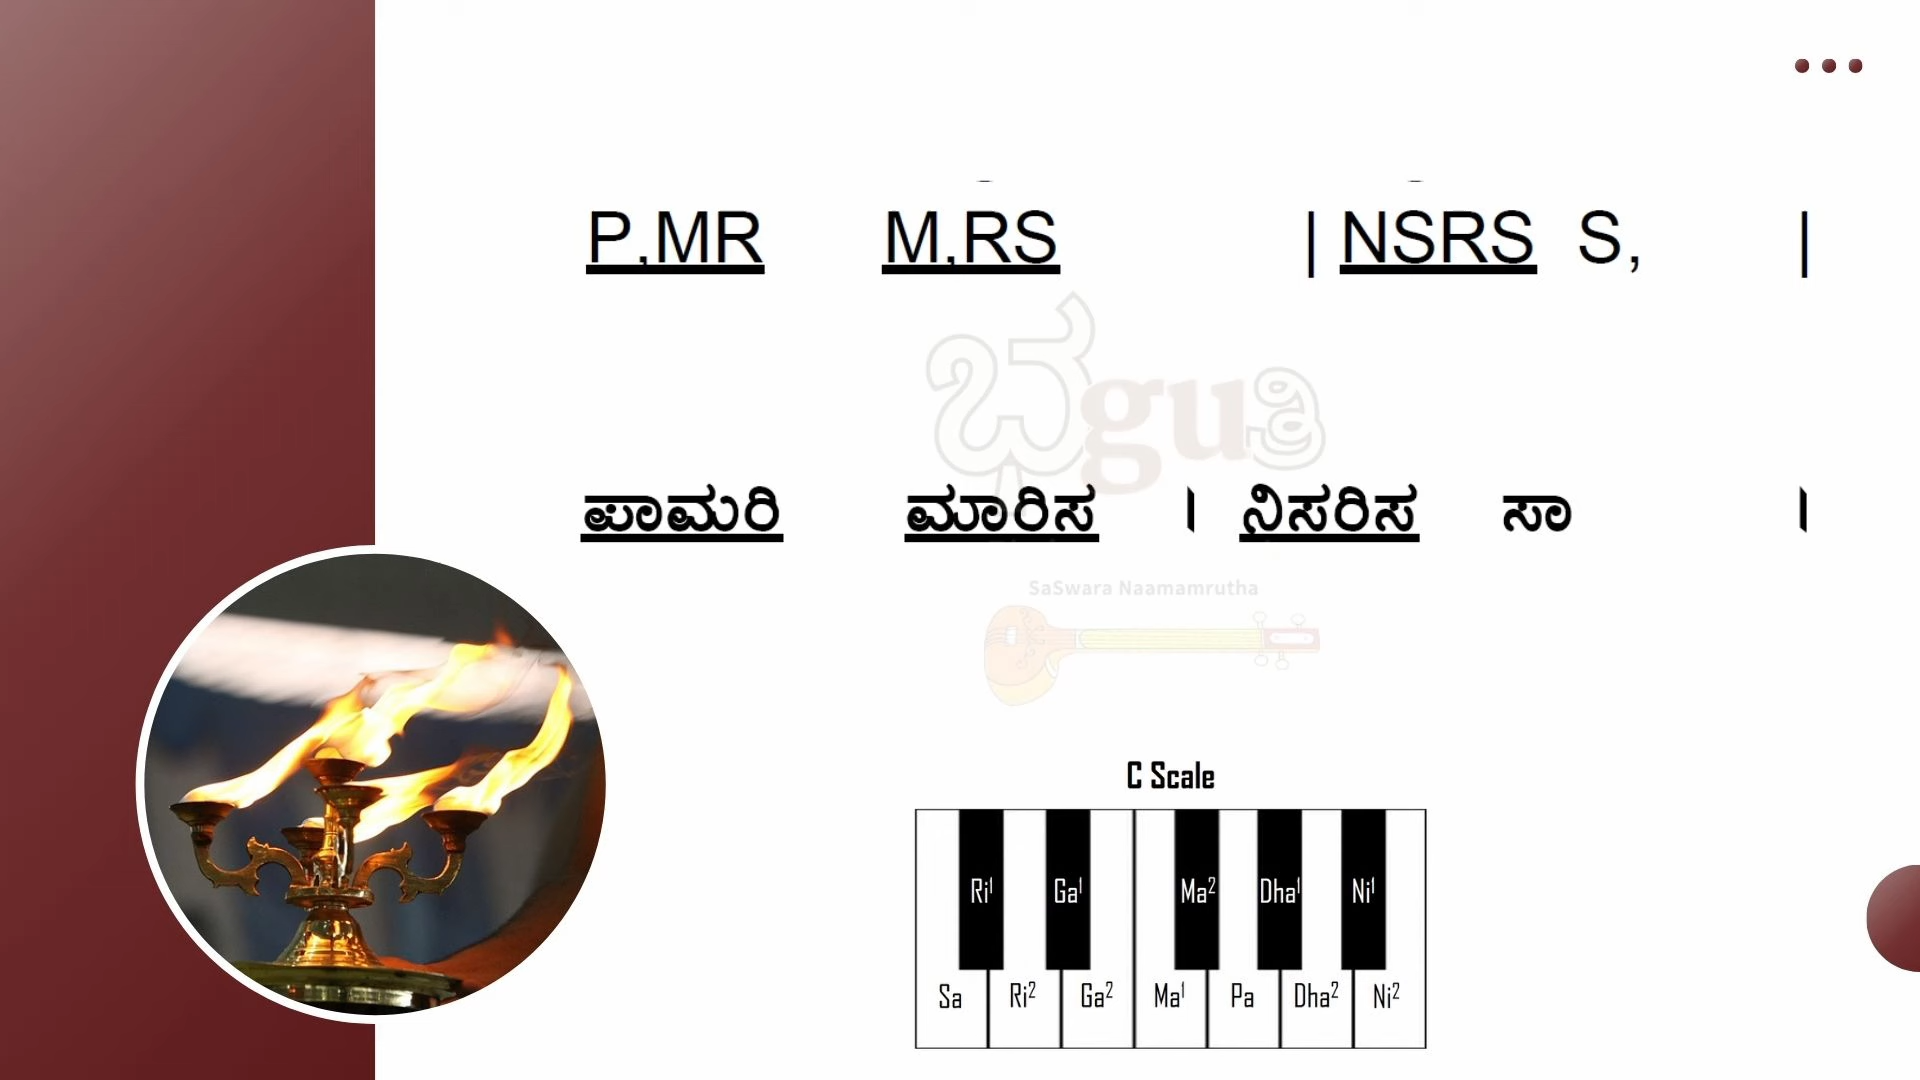 P,MR M,RS | NSRS S, |
ಭguತಿ
ಪಾಮರಿ ಮಾರಿಸ | ನಿಸರಿಸ ಸಾ |
SaSwara Naamamrutha
C Scale
Ri¹ Ga¹ Ma² Dha¹ Ni¹
Sa Ri² Ga² Ma¹ Pa Dha² Ni²